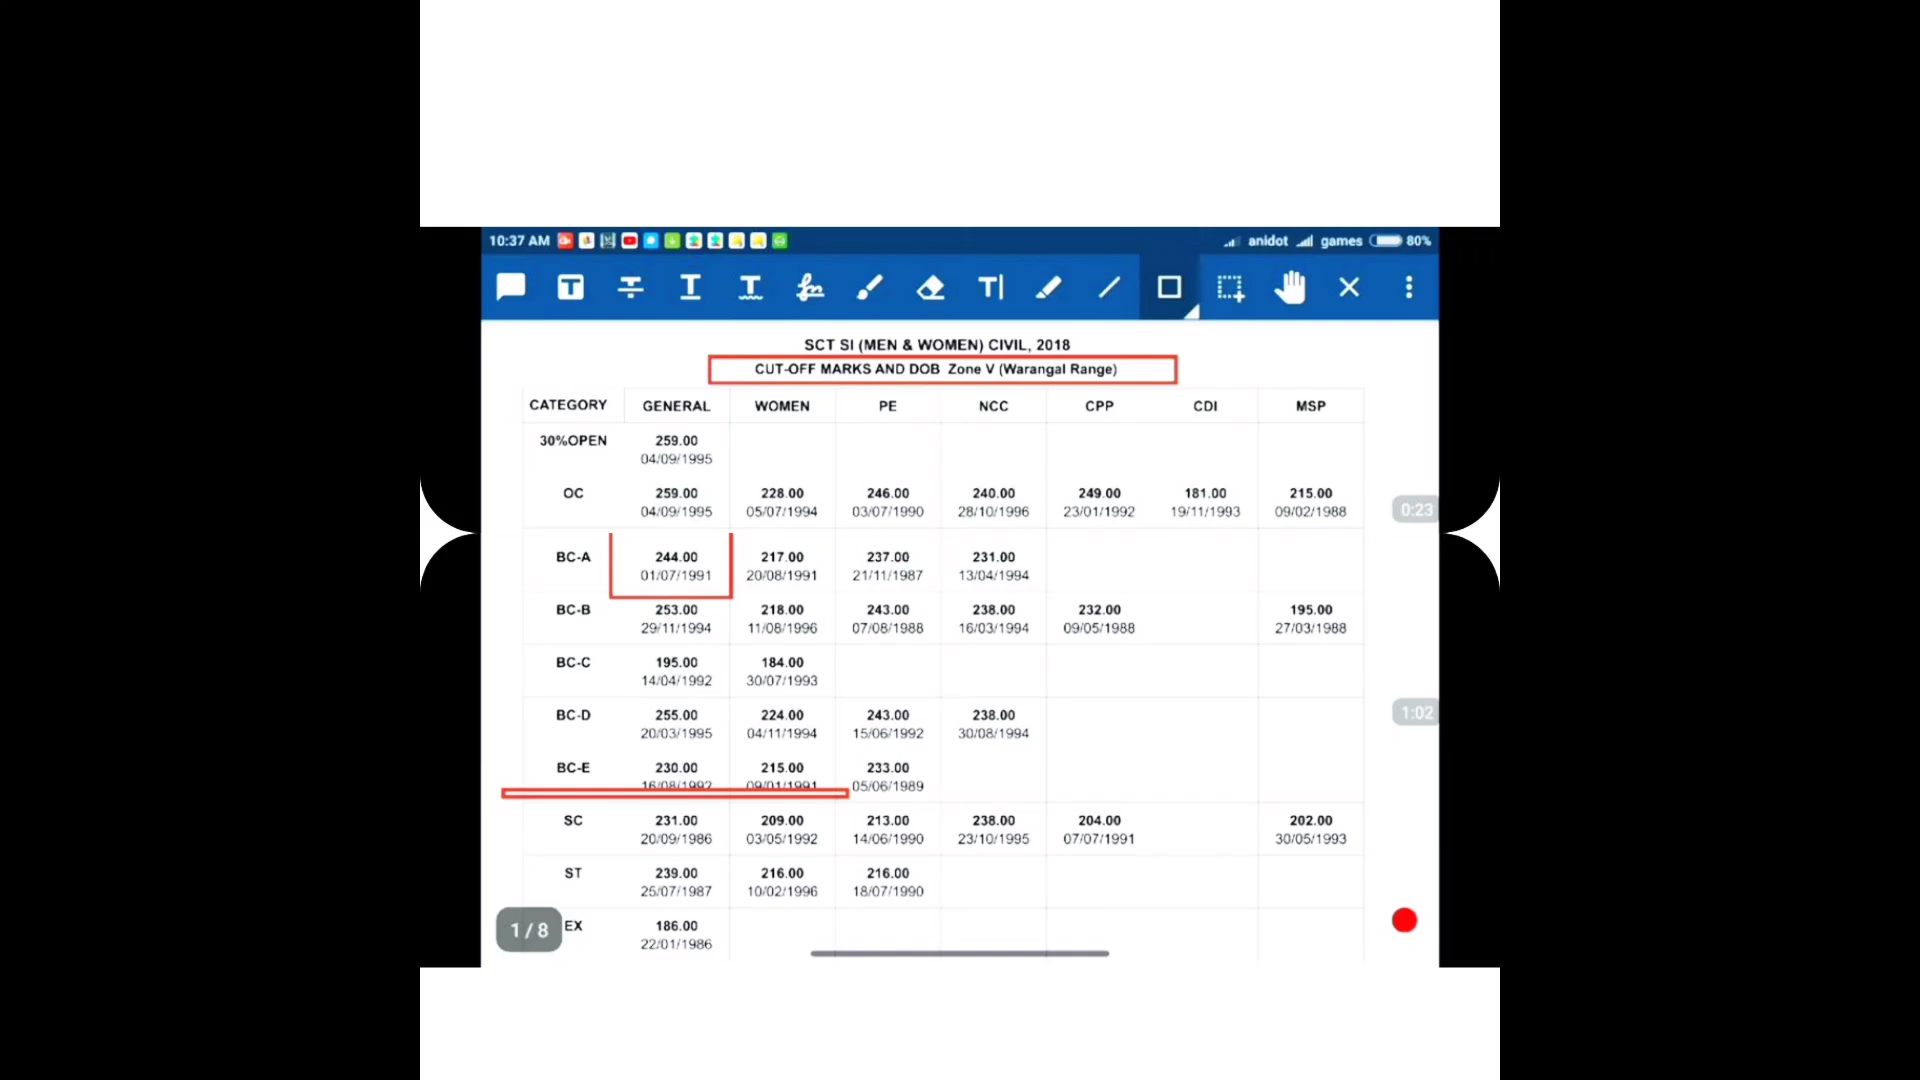 10:37 AM anidot games 80%
SCT SI (MEN & WOMEN) CIVIL, 2018
CUT-OFF MARKS AND DOB Zone V (Warangal Range)
CATEGORY GENERAL WOMEN PE NCC CPP CDI MSP
30%OPEN 259.00
04/09/1995
OC 259.00 228.00 246.00 240.00 249.00 181.00 215.00
04/09/1995 05/07/1994 03/07/1990 28/10/1996 23/01/1992 19/11/1993 09/02/1988
0:23
BC-A 244.00 217.00 237.00 231.00
01/07/1991 20/08/1991 21/11/1987 13/04/1994
BC-B 253.00 218.00 243.00 238.00 232.00 195.00
29/11/1994 11/08/1996 07/08/1988 16/03/1994 09/05/1988 27/03/1988
BC-C 195.00 184.00
14/04/1992 30/07/1993
1:02
BC-D 255.00 224.00 243.00 238.00
20/03/1995 04/11/1994 15/06/1992 30/08/1994
BC-E 230.00 215.00 233.00
16/08/1992 09/01/1991 05/06/1989
SC 231.00 209.00 213.00 238.00 204.00 202.00
20/09/1986 03/05/1992 14/06/1990 23/10/1995 07/07/1991 30/05/1993
ST 239.00 216.00 216.00
25/07/1987 10/02/1996 18/07/1990
1 / 8 EX 186.00
22/01/1986